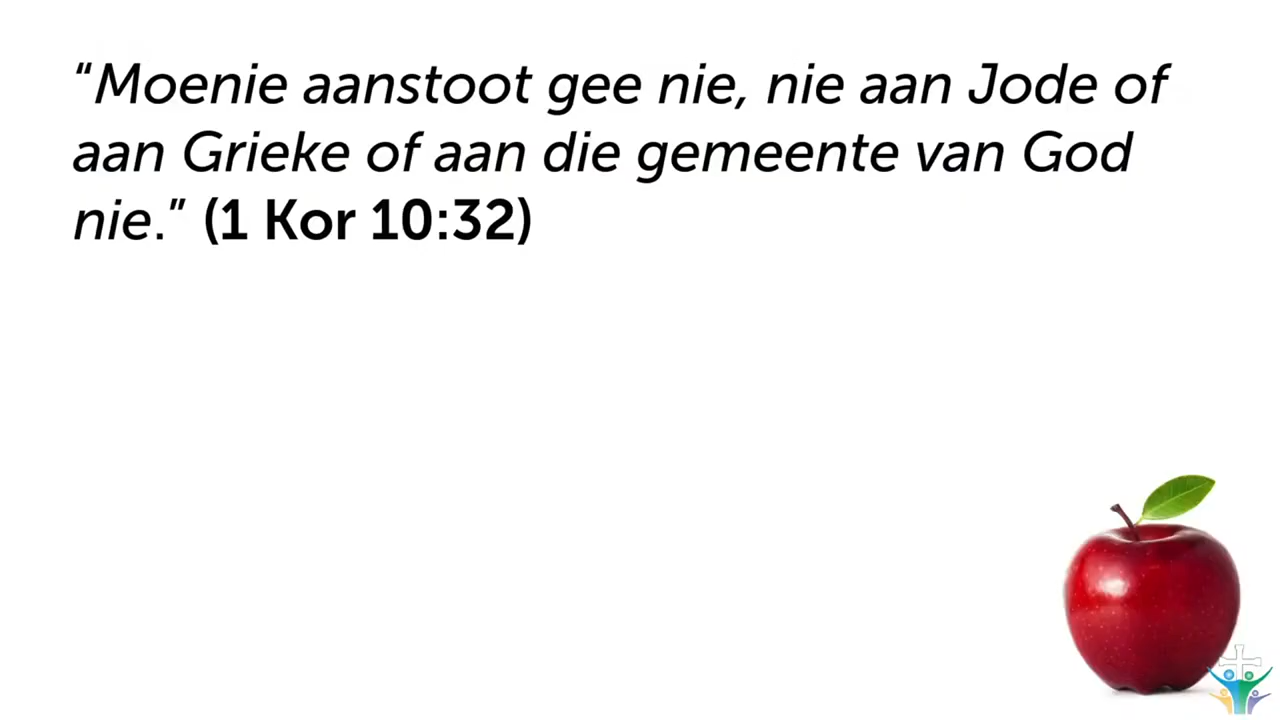 “Moenie aanstoot gee nie, nie aan Jode of
aan Grieke of aan die gemeente van God
nie.” (1 Kor 10:32)